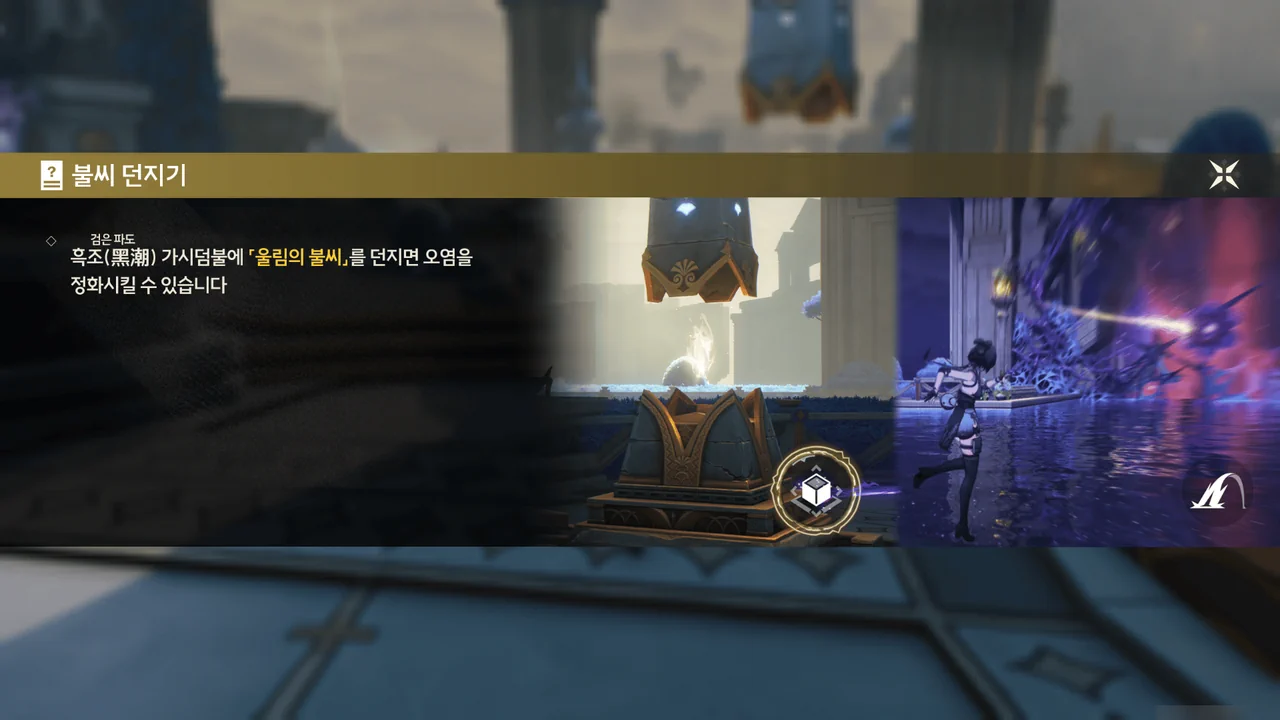 불씨 던지기
검은 파도
흑조(黑潮) 가시덤불에 「울림의 불씨」를 던지면 오염을
정화시킬 수 있습니다